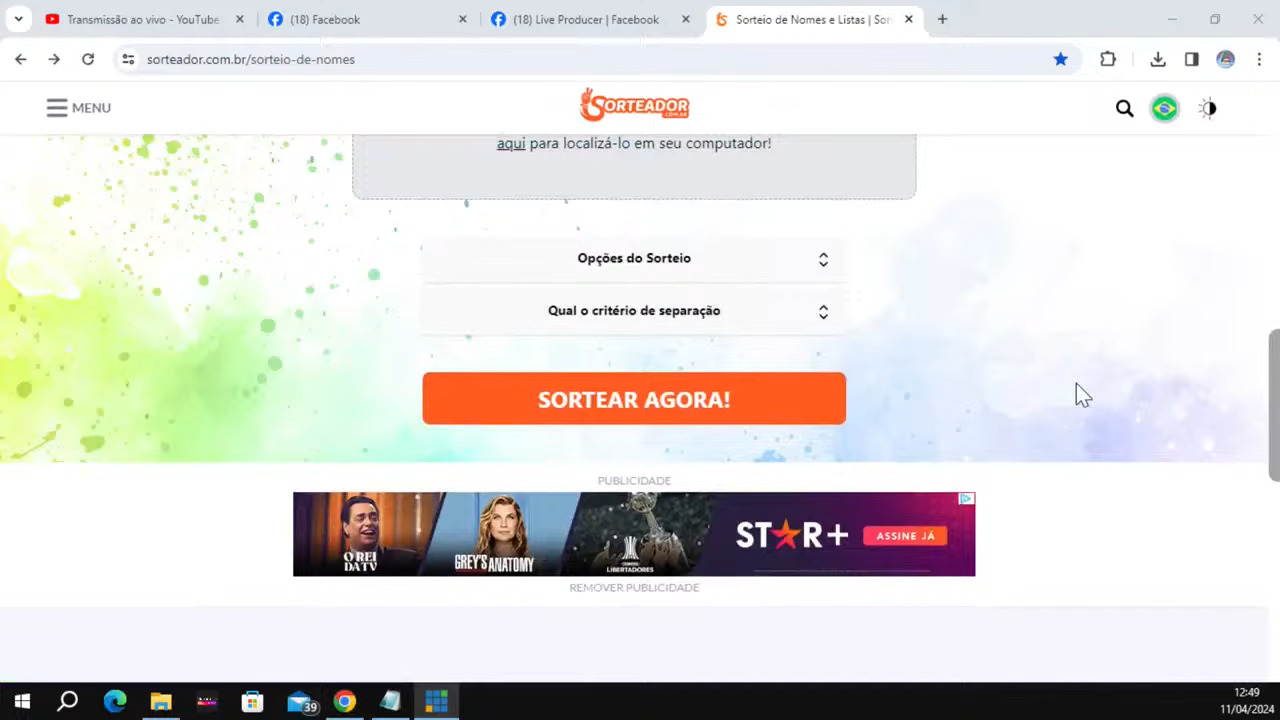 Transmissão ao vivo - YouTube
(18) Facebook
(18) Live Producer | Facebook
Sorteio de Nomes e Listas | Sor
sorteador.com.br/sorteio-de-nomes
MENU
SORTEADOR
.COM.BR
aqui para localizá-lo em seu computador!
Opções do Sorteio
Qual o critério de separação
SORTEAR AGORA!
PUBLICIDADE
O REI DA TV
GREY'S ANATOMY
LIBERTADORES
STAR+
ASSINE JÁ
REMOVER PUBLICIDADE
39
12:49
11/04/2024